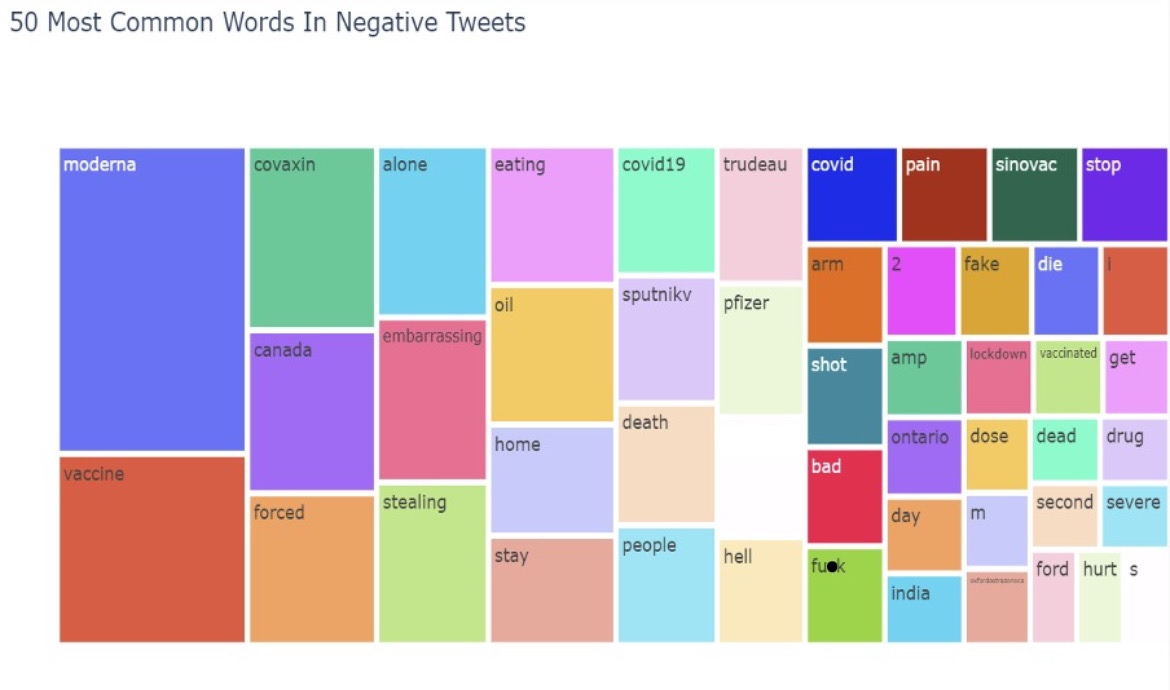 50 Most Common Words In Negative Tweets
moderna
vaccine
covaxin
canada
forced
alone
embarrassing
stealing
eating
oil
home
stay
covid19
sputnikv
death
people
trudeau
pfizer
hell
covid
pain
sinovac
stop
arm
shot
bad
fu●k
2
fake
die
i
amp
lockdown
vaccinated
get
ontario
day
india
dose
m
oxfordastrazeneca
dead
drug
second
severe
ford
hurt
s